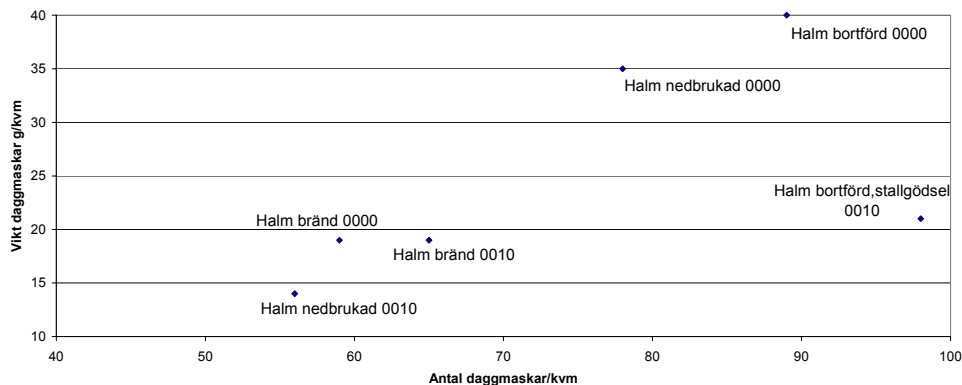 40
Halm bortförd 0000
35
Halm nedbrukad 0000
30
25
Halm bortförd,stallgödsel
0010
Halm bränd 0000
20
Halm bränd 0010
15
Halm nedbrukad 0010
10
Vikt daggmaskar g/kvm
40 50 60 70 80 90 100
Antal daggmaskar/kvm